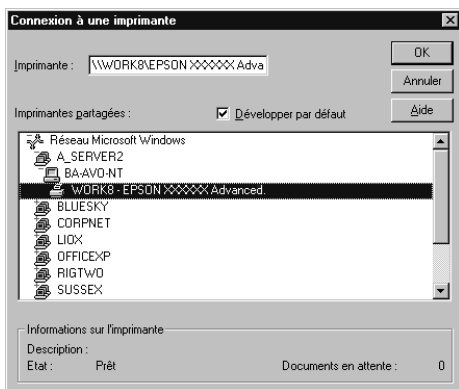 Connexion à une imprimante
Imprimante : \\WORK8\EPSON XXXXXX Adva
OK
Annuler
Aide
Imprimantes partagées : Développer par défaut
Réseau Microsoft Windows
A_SERVER2
BA-AVO-NT
WORK8 - EPSON XXXXXX Advanced.
BLUESKY
CORPNET
LIOX
OFFICEXP
RIGTWO
SUSSEX
Informations sur l'imprimante
Description :
Etat : Prêt Documents en attente : 0